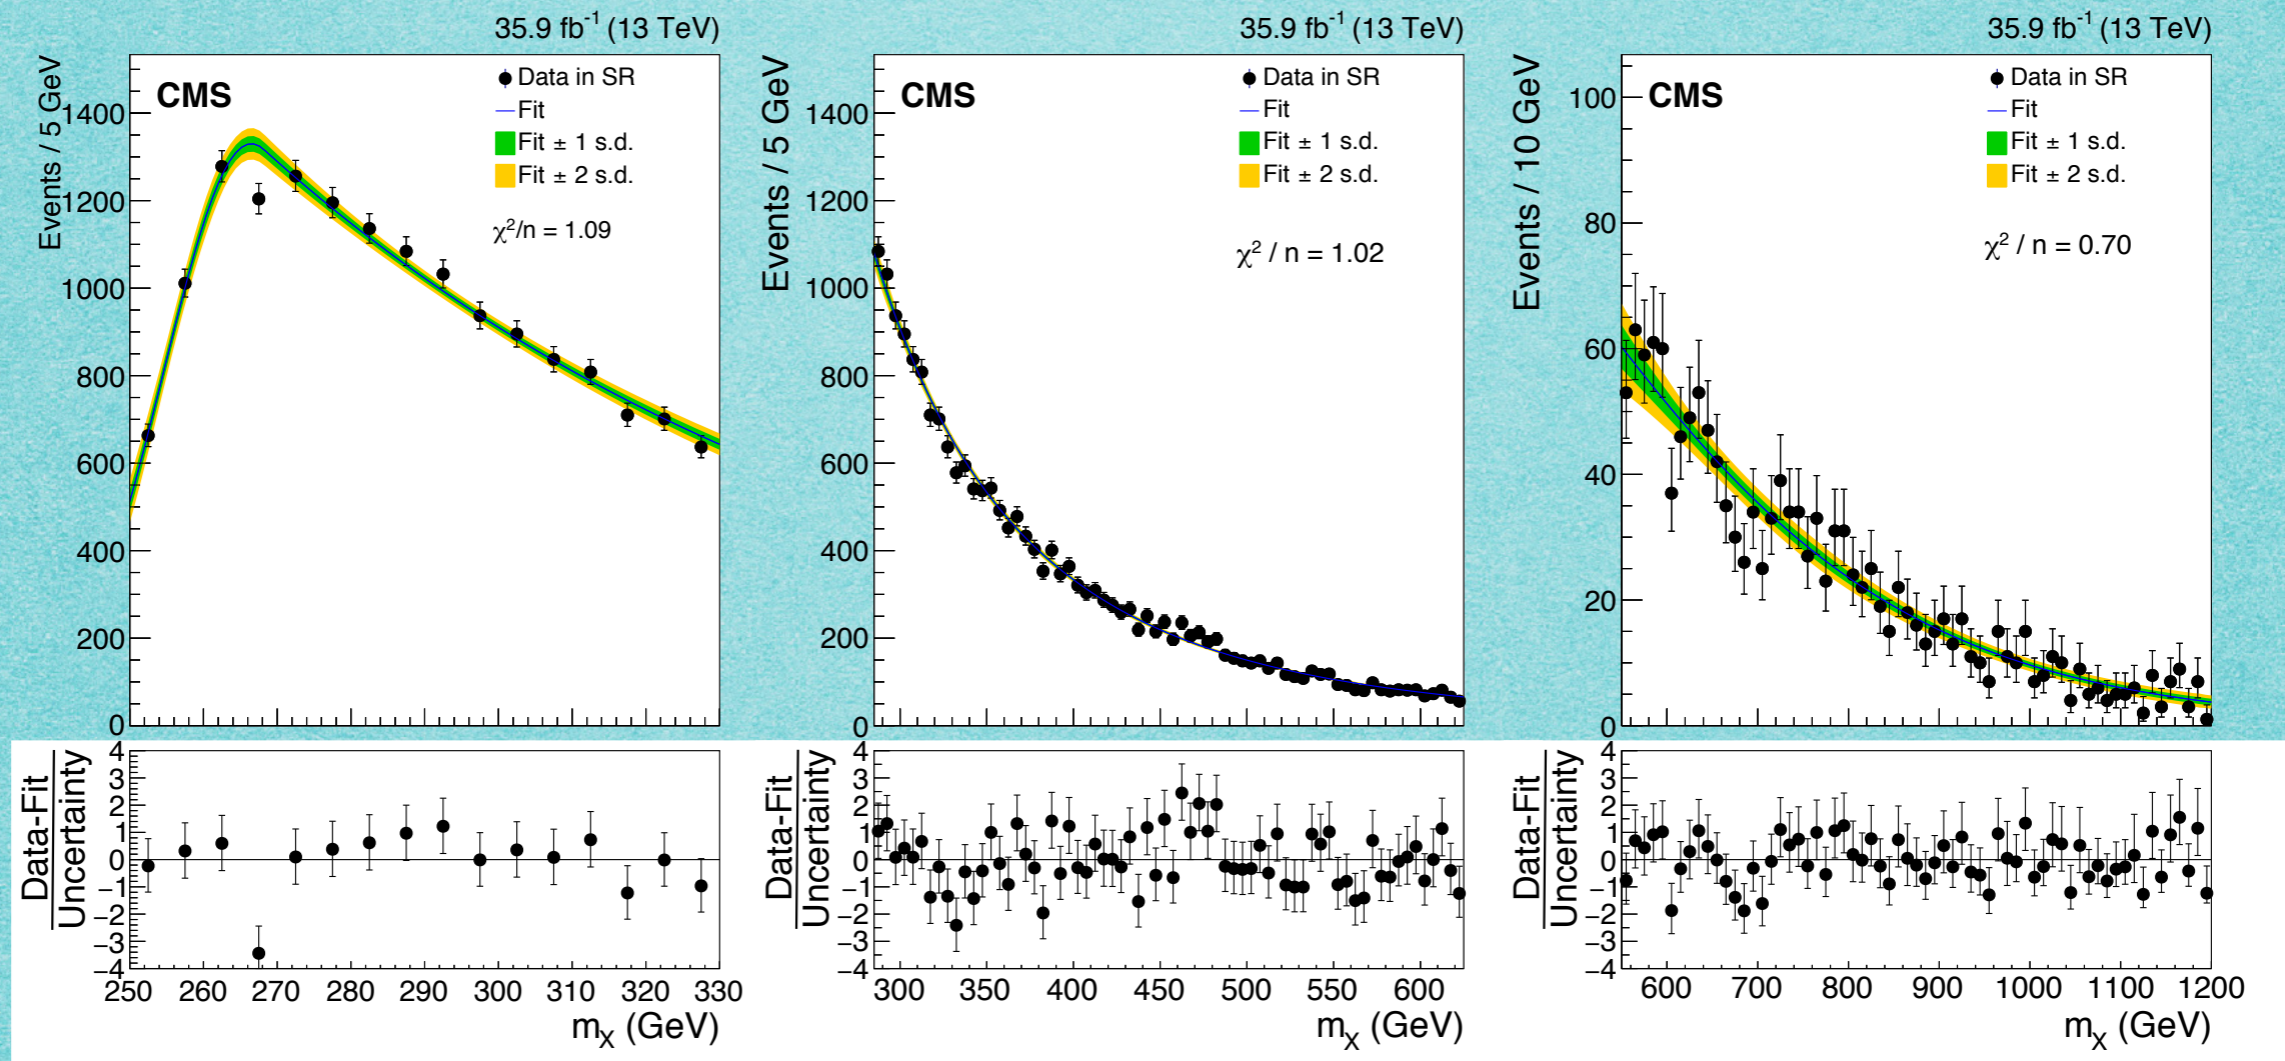 35.9 fb⁻¹ (13 TeV)
CMS
Data in SR
Fit
Fit ± 1 s.d.
Fit ± 2 s.d.
χ²/n = 1.09
Events / 5 GeV
1400
1200
1000
800
600
400
200
0
Data-Fit
Uncertainty
4
3
2
1
0
−1
−2
−3
−4
250 260 270 280 290 300 310 320 330
m_X (GeV)
35.9 fb⁻¹ (13 TeV)
CMS
Data in SR
Fit
Fit ± 1 s.d.
Fit ± 2 s.d.
χ² / n = 1.02
Events / 5 GeV
1400
1200
1000
800
600
400
200
0
Data-Fit
Uncertainty
4
3
2
1
0
−1
−2
−3
−4
300 350 400 450 500 550 600
m_X (GeV)
35.9 fb⁻¹ (13 TeV)
CMS
Data in SR
Fit
Fit ± 1 s.d.
Fit ± 2 s.d.
χ² / n = 0.70
Events / 10 GeV
100
80
60
40
20
0
Data-Fit
Uncertainty
4
3
2
1
0
−1
−2
−3
−4
600 700 800 900 1000 1100 1200
m_X (GeV)